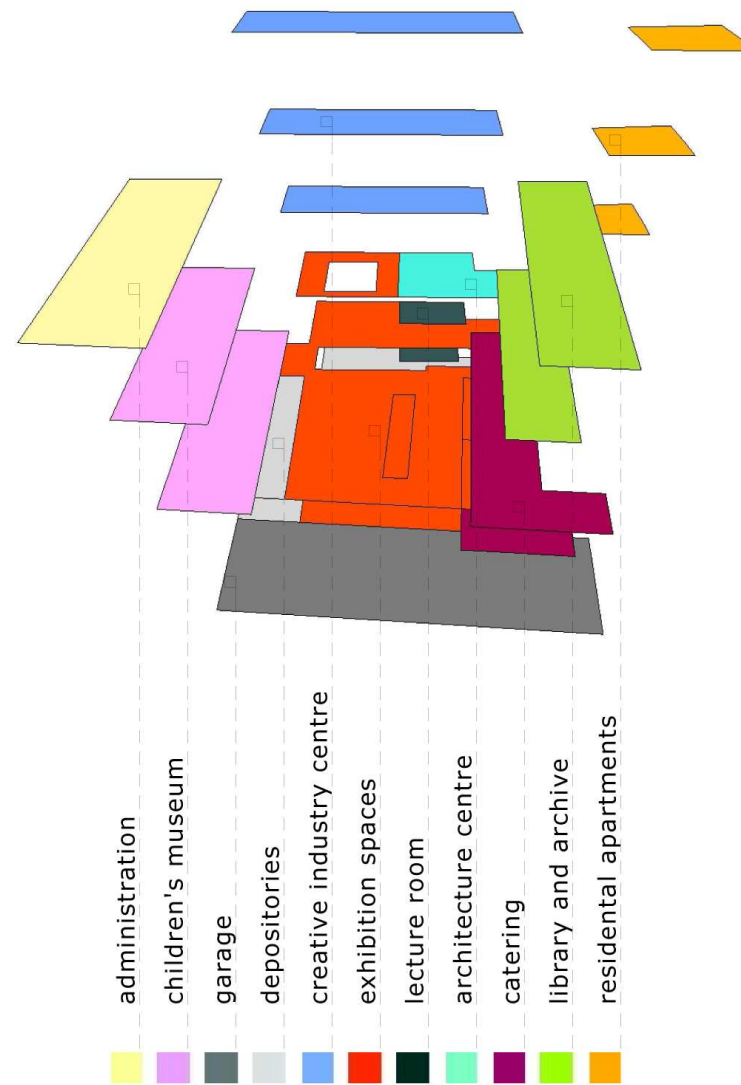 administration
children's museum
garage
depositories
creative industry centre
exhibition spaces
lecture room
architecture centre
catering
library and archive
residental apartments